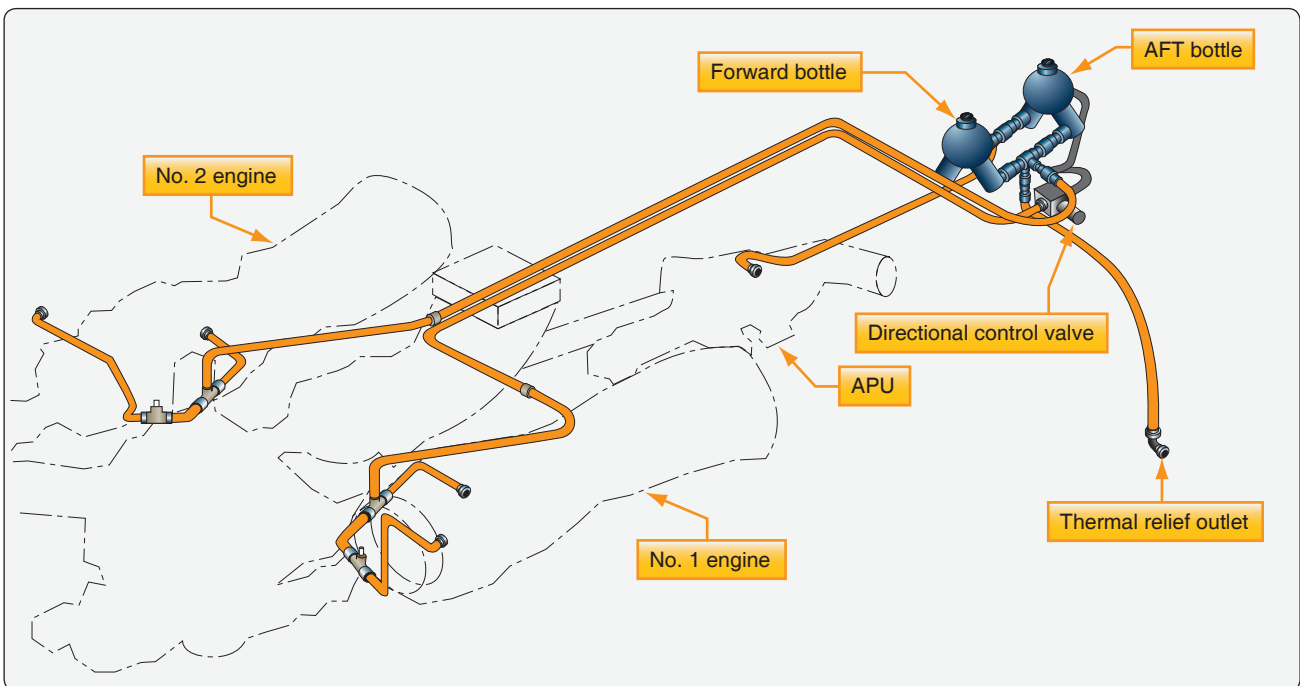 AFT bottle
Forward bottle
No. 2 engine
Directional control valve
APU
Thermal relief outlet
No. 1 engine